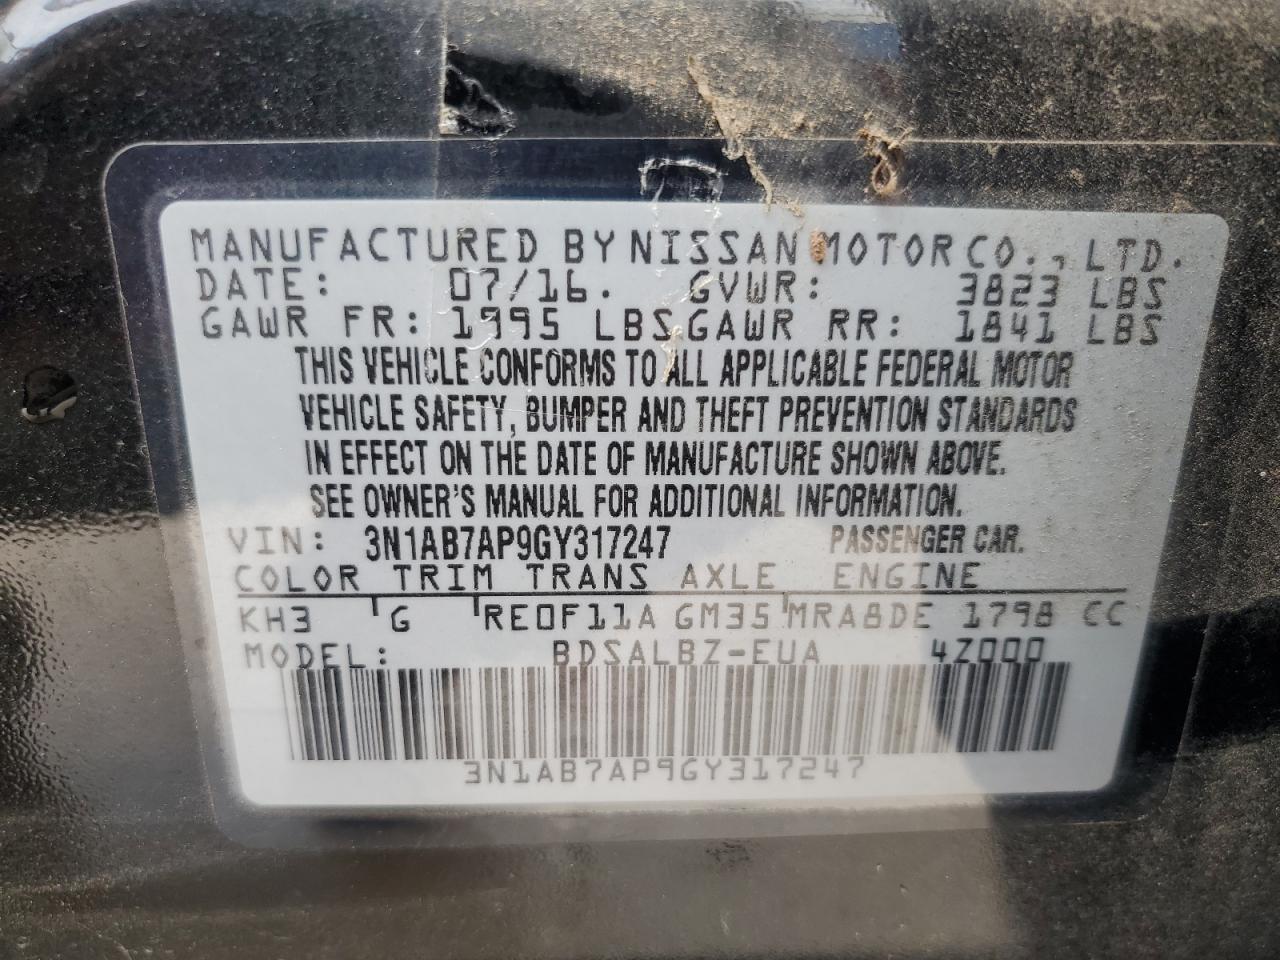 MANUFACTURED BY NISSAN MOTOR CO., LTD.
DATE: 07/16. GVWR: 3823 LBS
GAWR FR: 1995 LBS GAWR RR: 1841 LBS
THIS VEHICLE CONFORMS TO ALL APPLICABLE FEDERAL MOTOR
VEHICLE SAFETY, BUMPER AND THEFT PREVENTION STANDARDS
IN EFFECT ON THE DATE OF MANUFACTURE SHOWN ABOVE.
SEE OWNER'S MANUAL FOR ADDITIONAL INFORMATION.
VIN: 3N1AB7AP9GY317247 PASSENGER CAR.
COLOR TRIM TRANS AXLE ENGINE
KH3 G RE0F11A GM35 MRA8DE 1798 CC
MODEL: BDSALBZ-EUA 4Z000
3N1AB7AP9GY317247